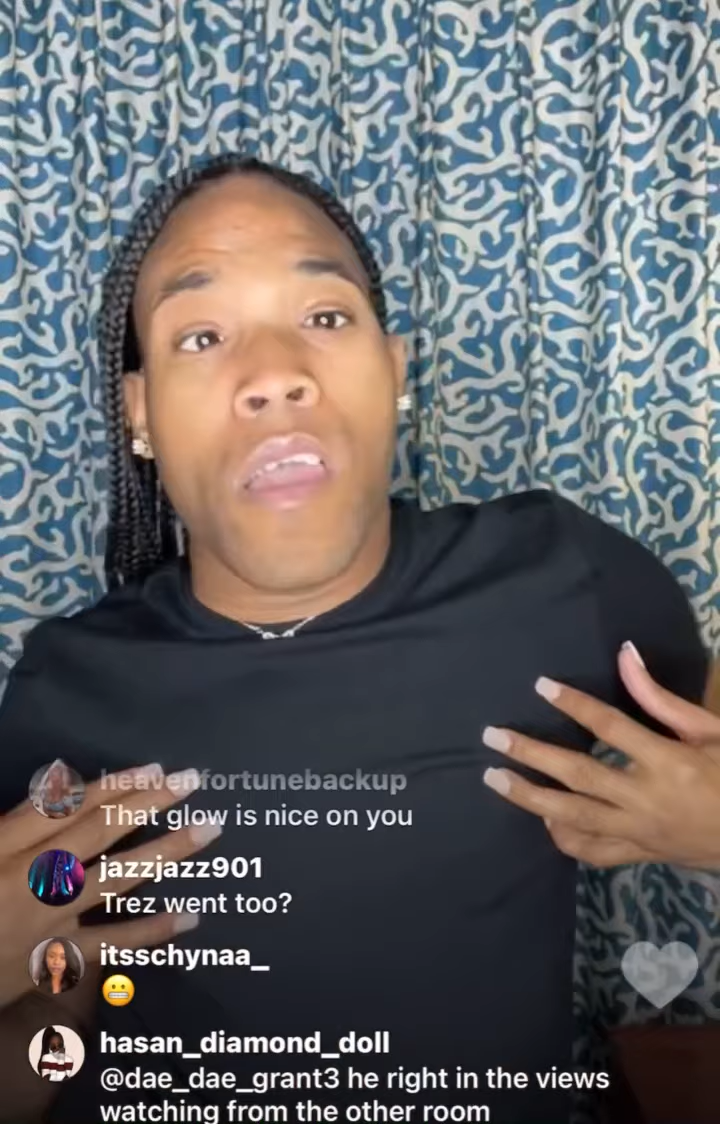 heavenfortunebackup
That glow is nice on you
jazzjazz901
Trez went too?
itsschynaa_
😬
hasan_diamond_doll
@dae_dae_grant3 he right in the views
watching from the other room